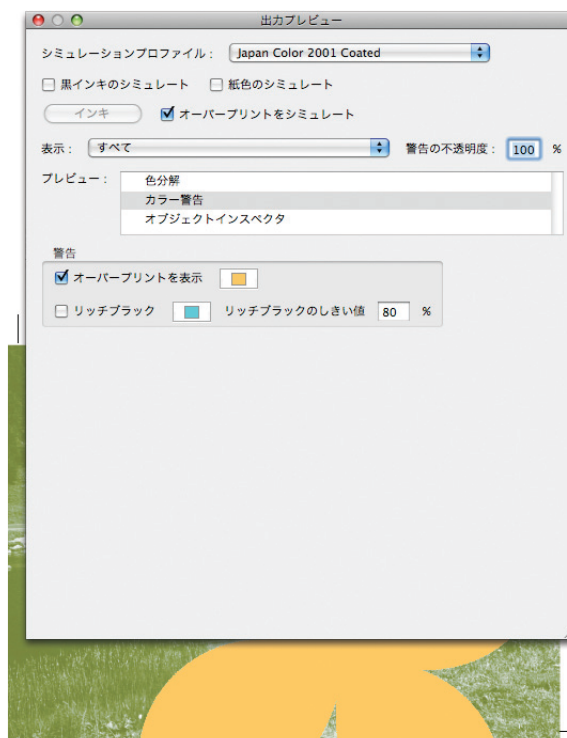 出力プレビュー
シミュレーションプロファイル： Japan Color 2001 Coated
黒インキのシミュレート 紙色のシミュレート
インキ オーバープリントをシミュレート
表示： すべて 警告の不透明度： 100 %
プレビュー： 色分解
カラー警告
オブジェクトインスペクタ
警告
オーバープリントを表示
リッチブラック リッチブラックのしきい値 80 %